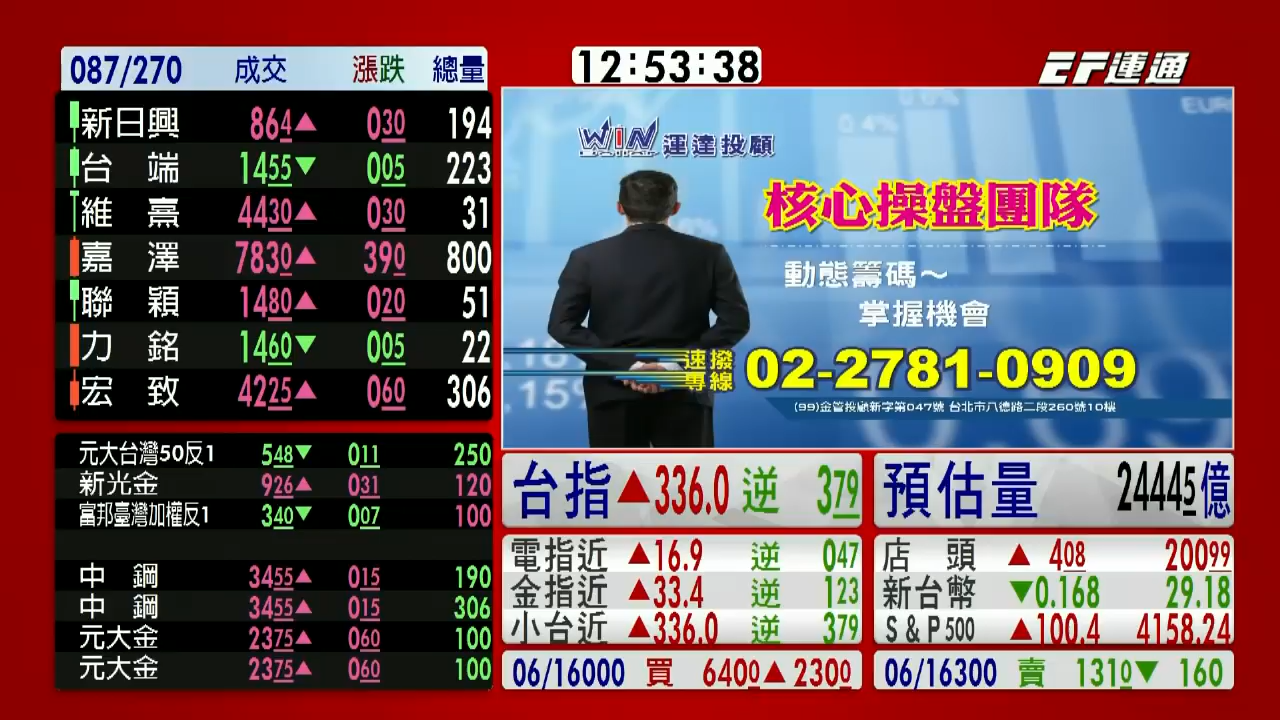 087/270 成交 漲跌 總量
新日興 864▲ 030 194
台端 1455▼ 005 223
維熹 4430▲ 030 31
嘉澤 7830▲ 390 800
聯穎 1480▲ 020 51
力銘 1460▼ 005 22
宏致 4225▲ 060 306
元大台灣50反1 548▼ 011 250
新光金 926▲ 031 120
富邦臺灣加權反1 340▼ 007 100
中鋼 3455▲ 015 190
中鋼 3455▲ 015 306
元大金 2375▲ 060 100
元大金 2375▲ 060 100
12:53:38
EF運通
WIN 運達投顧
核心操盤團隊
動態籌碼~
掌握機會
速撥專線 02-2781-0909
(99)金管投顧新字第047號 台北市八德路二段260號10樓
0.4%
EUR
台指▲336.0 逆 379
預估量 24445億
電指近 ▲16.9 逆 047
金指近 ▲33.4 逆 123
小台近 ▲336.0 逆 379
店頭 ▲ 408 20099
新台幣 ▼0.168 29.18
S&P500 ▲100.4 4158.24
06/16000 買 6400▲2300
06/16300 賣 1310▼ 160